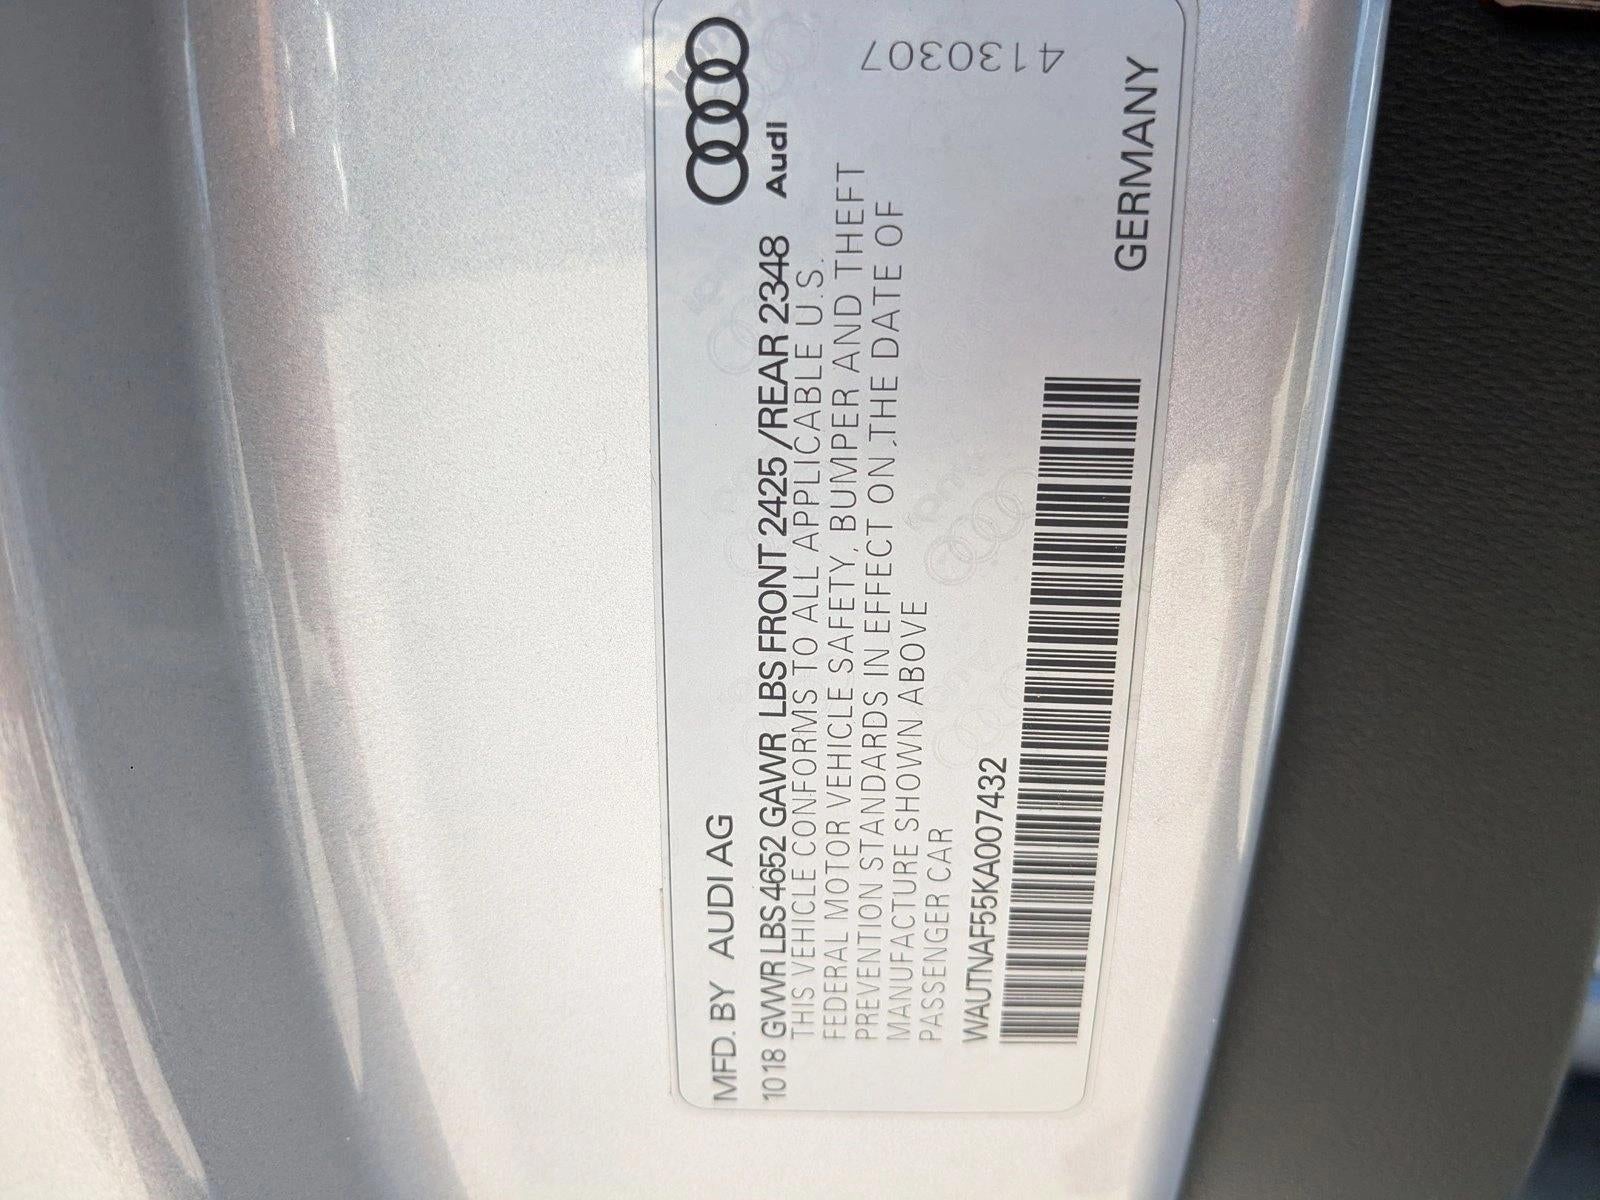 MFD. BY AUDI AG
1018 GVWR LBS 4652 GAWR LBS FRONT 2425 /REAR 2348
Audi
THIS VEHICLE CONFORMS TO ALL APPLICABLE U.S.
FEDERAL MOTOR VEHICLE SAFETY, BUMPER AND THEFT
PREVENTION STANDARDS IN EFFECT ON THE DATE OF
MANUFACTURE SHOWN ABOVE
PASSENGER CAR
4130307
WAUTNAF55KA007432
GERMANY